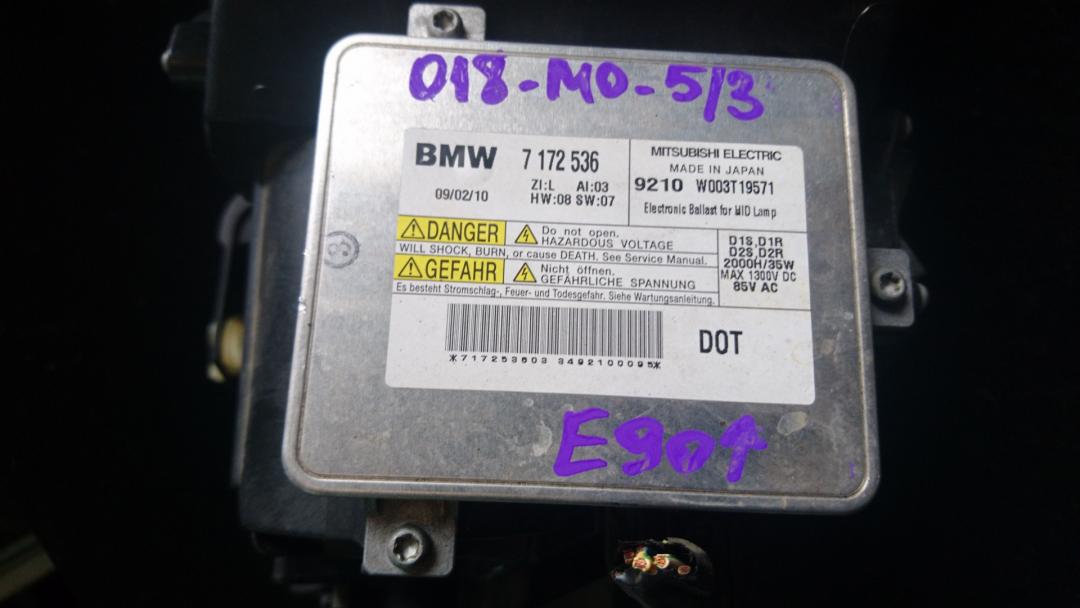 018-MO-5/3
BMW 7 172 536
09/02/10
ZI:L AI:03
HW:08 SW:07
MITSUBISHI ELECTRIC
MADE IN JAPAN
9210 W003T19571
Electronic Ballast for HID Lamp
DANGER
Do not open.
HAZARDOUS VOLTAGE
WILL SHOCK, BURN, or cause DEATH. See Service Manual.
GEFAHR
Nicht öffnen.
GEFÄHRLICHE SPANNUNG
Es besteht Stromschlag-, Feuer- und Todesgefahr. Siehe Wartungsanleitung.
D1S,D1R
D2S,D2R
2000H/35W
MAX 1300V DC
85V AC
*717253603 3492100095*
DOT
E901